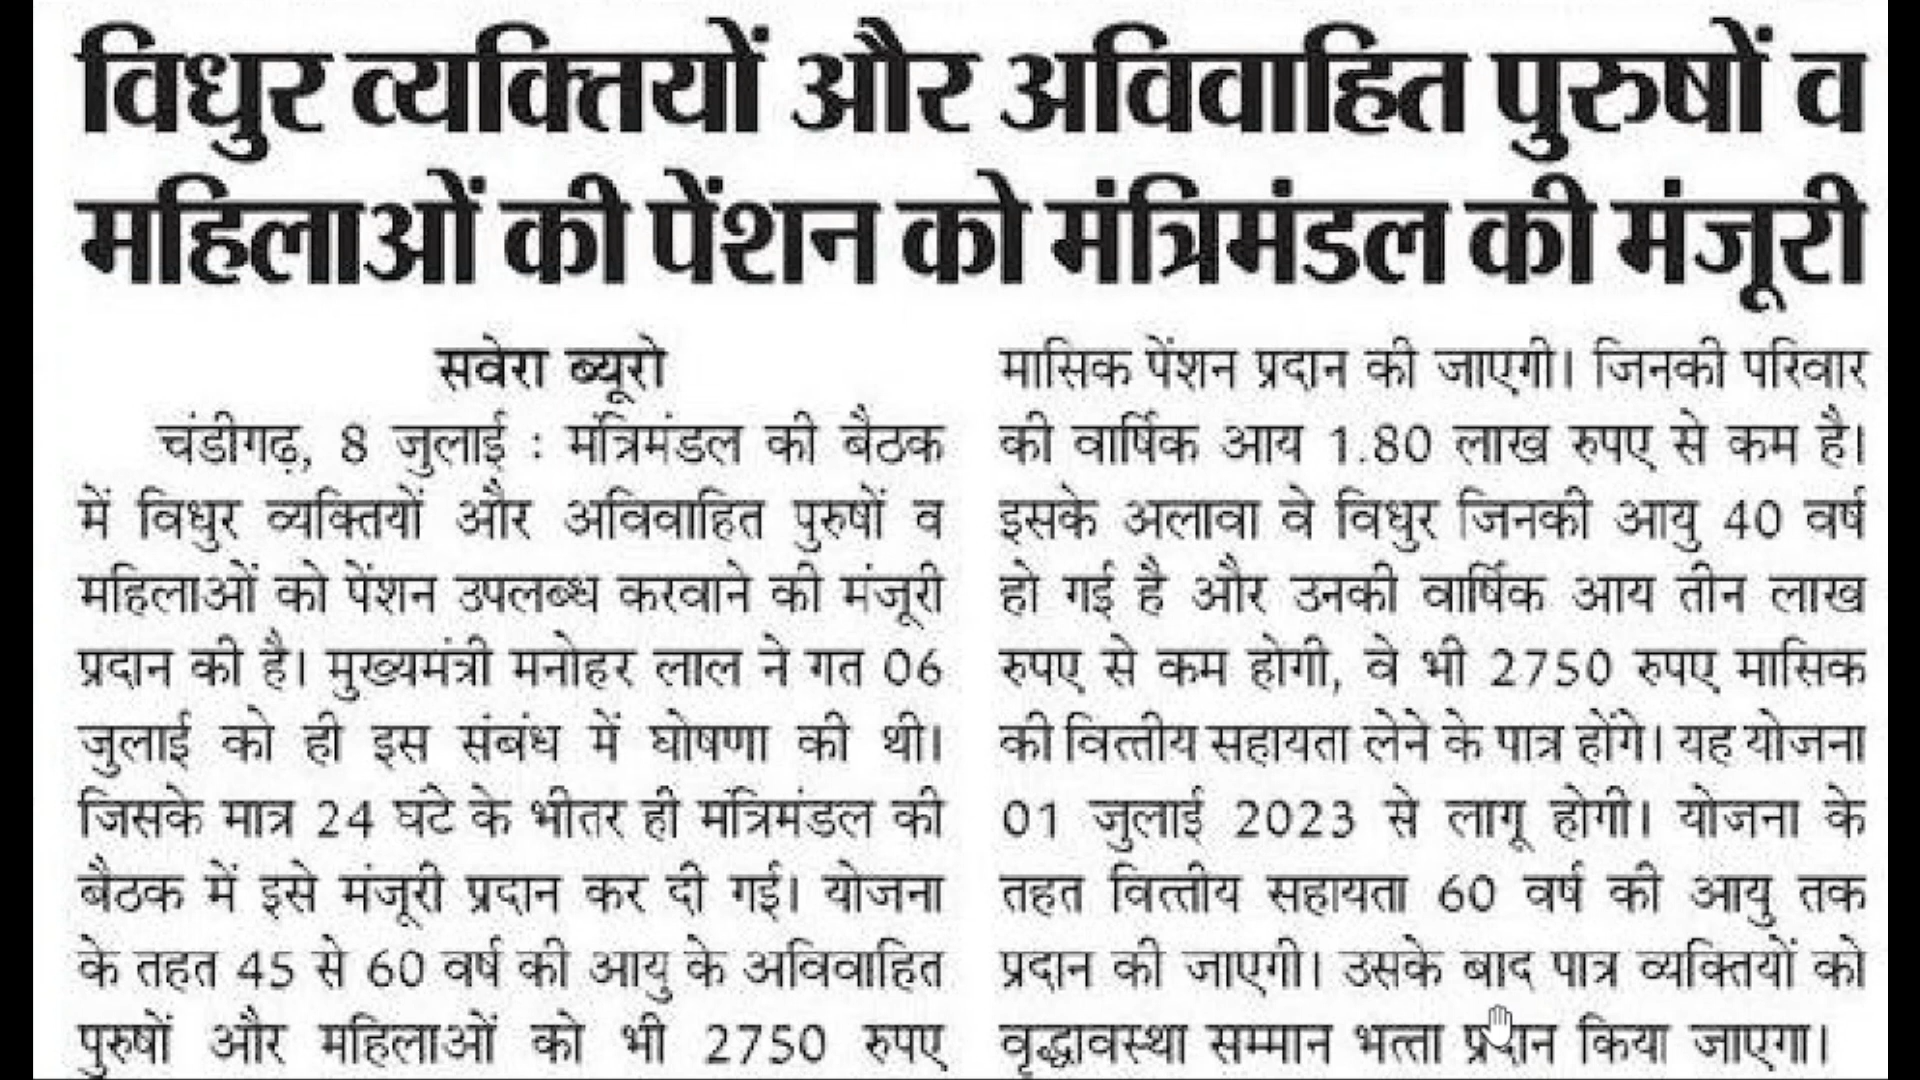 विधुर व्यक्तियों और अविवाहित पुरुषों व
महिलाओं की पेंशन को मंत्रिमंडल की मंजूरी
सवेरा ब्यूरो
चंडीगढ़, 8 जुलाई : मंत्रिमंडल की बैठक
में विधुर व्यक्तियों और अविवाहित पुरुषों व
महिलाओं को पेंशन उपलब्ध करवाने की मंजूरी
प्रदान की है। मुख्यमंत्री मनोहर लाल ने गत 06
जुलाई को ही इस संबंध में घोषणा की थी।
जिसके मात्र 24 घंटे के भीतर ही मंत्रिमंडल की
बैठक में इसे मंजूरी प्रदान कर दी गई। योजना
के तहत 45 से 60 वर्ष की आयु के अविवाहित
पुरुषों और महिलाओं को भी 2750 रुपए
मासिक पेंशन प्रदान की जाएगी। जिनकी परिवार
की वार्षिक आय 1.80 लाख रुपए से कम है।
इसके अलावा वे विधुर जिनकी आयु 40 वर्ष
हो गई है और उनकी वार्षिक आय तीन लाख
रुपए से कम होगी, वे भी 2750 रुपए मासिक
की वित्तीय सहायता लेने के पात्र होंगे। यह योजना
01 जुलाई 2023 से लागू होगी। योजना के
तहत वित्तीय सहायता 60 वर्ष की आयु तक
प्रदान की जाएगी। उसके बाद पात्र व्यक्तियों को
वृद्धावस्था सम्मान भत्ता प्रदान किया जाएगा।